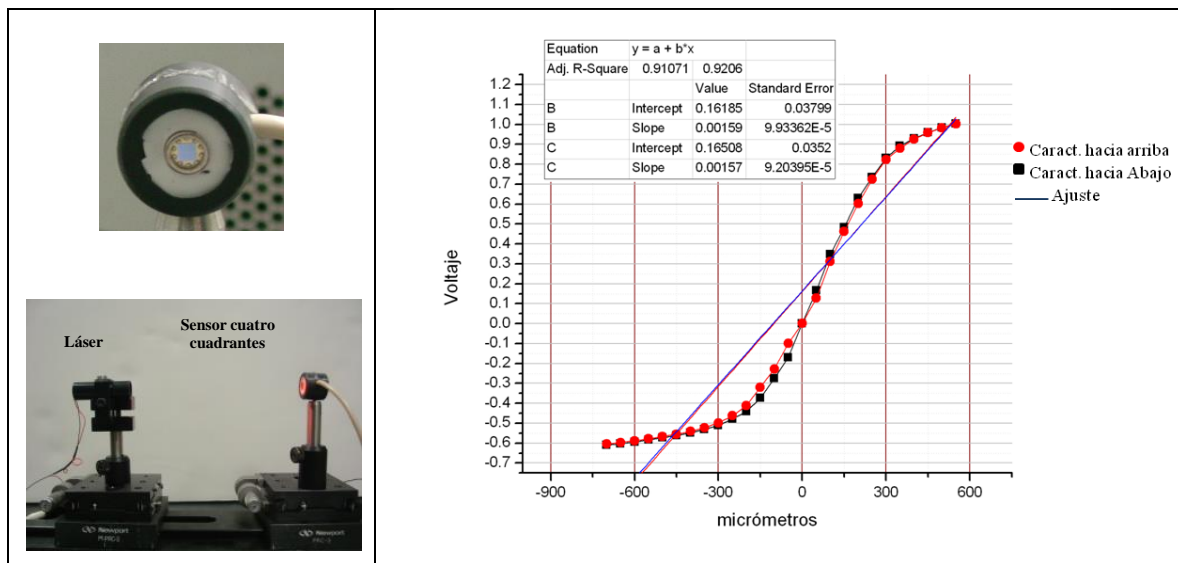 Láser
Sensor cuatro
cuadrantes
Newport
M-PRC-3
Newport
PRC-3
Equation y = a + b*x
Adj. R-Square 0.91071 0.9206
Value Standard Error
B Intercept 0.16185 0.03799
B Slope 0.00159 9.93362E-5
C Intercept 0.16508 0.0352
C Slope 0.00157 9.20395E-5
1.2
1.1
1.0
0.9
0.8
0.7
0.6
0.5
0.4
0.3
0.2
0.1
0.0
-0.1
-0.2
-0.3
-0.4
-0.5
-0.6
-0.7
Voltaje
-900 -600 -300 0 300 600
micrómetros
Caract. hacia arriba
Caract. hacia Abajo
Ajuste